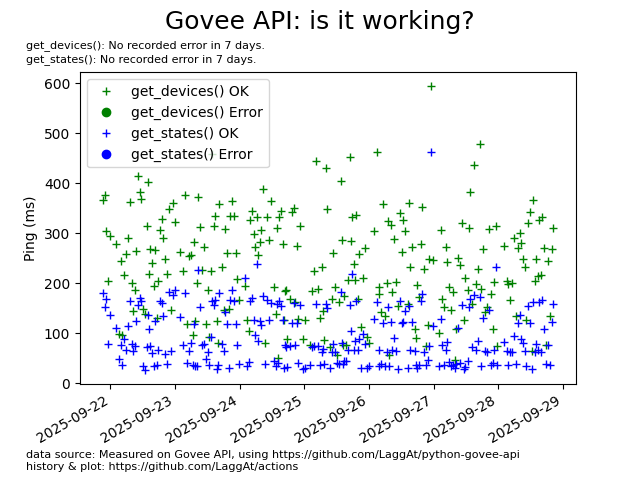 Govee API: is it working?
get_devices(): No recorded error in 7 days.
get_states(): No recorded error in 7 days.
get_devices() OK
get_devices() Error
get_states() OK
get_states() Error
Ping (ms)
600
500
400
300
200
100
0
2025-09-22
2025-09-23
2025-09-24
2025-09-25
2025-09-26
2025-09-27
2025-09-28
2025-09-29
data source: Measured on Govee API, using https://github.com/LaggAt/python-govee-api
history & plot: https://github.com/LaggAt/actions